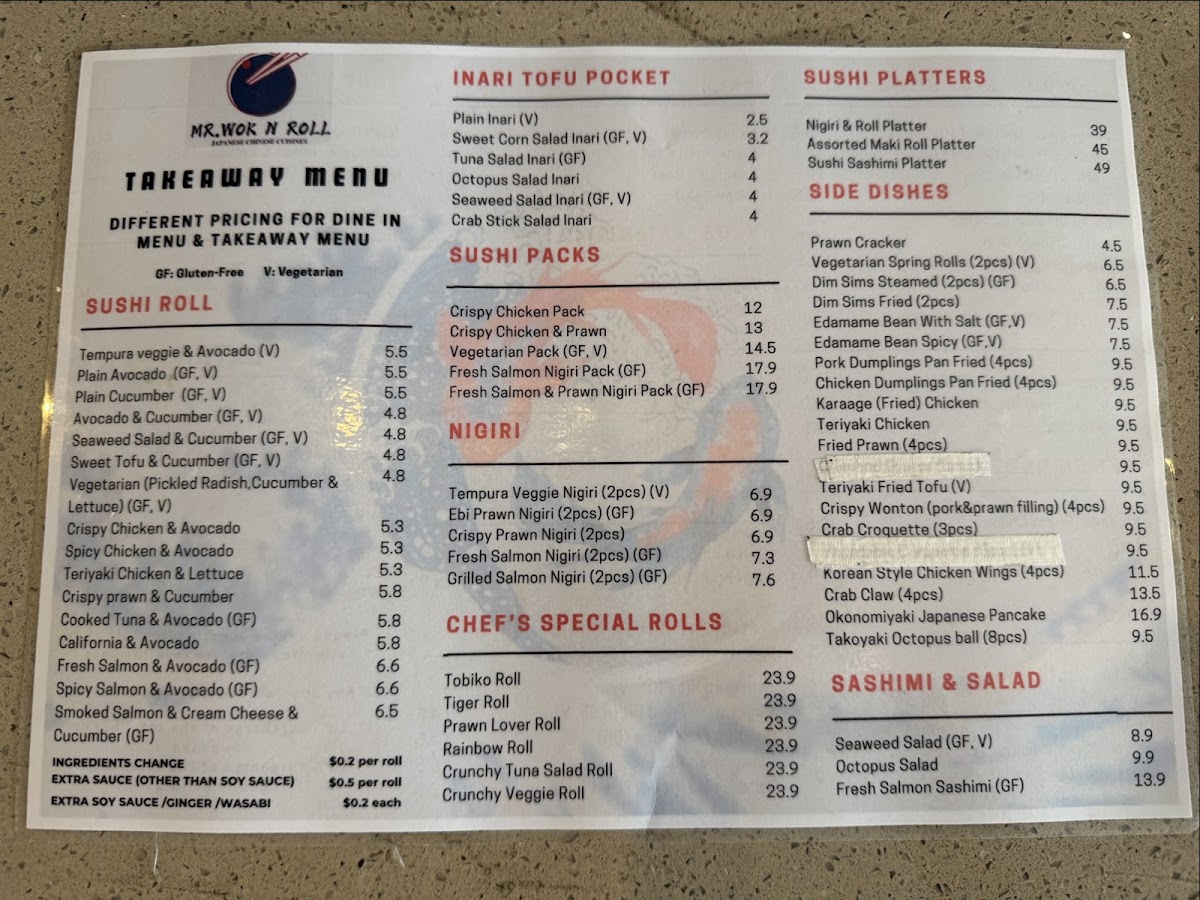 MR.WOK N ROLL
JAPANESE CHINESE CUISINES
TAKEAWAY MENU
DIFFERENT PRICING FOR DINE IN
MENU & TAKEAWAY MENU
GF: Gluten-Free V: Vegetarian
SUSHI ROLL
Tempura veggie & Avocado (V) 5.5
Plain Avocado (GF, V) 5.5
Plain Cucumber (GF, V) 5.5
Avocado & Cucumber (GF, V) 4.8
Seaweed Salad & Cucumber (GF, V) 4.8
Sweet Tofu & Cucumber (GF, V) 4.8
Vegetarian (Pickled Radish,Cucumber & 4.8
Lettuce) (GF, V)
Crispy Chicken & Avocado 5.3
Spicy Chicken & Avocado 5.3
Teriyaki Chicken & Lettuce 5.3
Crispy prawn & Cucumber 5.8
Cooked Tuna & Avocado (GF) 5.8
California & Avocado 5.8
Fresh Salmon & Avocado (GF) 6.6
Spicy Salmon & Avocado (GF) 6.6
Smoked Salmon & Cream Cheese & 6.5
Cucumber (GF)
INGREDIENTS CHANGE $0.2 per roll
EXTRA SAUCE (OTHER THAN SOY SAUCE) $0.5 per roll
EXTRA SOY SAUCE /GINGER /WASABI $0.2 each
INARI TOFU POCKET
Plain Inari (V) 2.5
Sweet Corn Salad Inari (GF, V) 3.2
Tuna Salad Inari (GF) 4
Octopus Salad Inari 4
Seaweed Salad Inari (GF, V) 4
Crab Stick Salad Inari 4
SUSHI PACKS
Crispy Chicken Pack 12
Crispy Chicken & Prawn 13
Vegetarian Pack (GF, V) 14.5
Fresh Salmon Nigiri Pack (GF) 17.9
Fresh Salmon & Prawn Nigiri Pack (GF) 17.9
NIGIRI
Tempura Veggie Nigiri (2pcs) (V) 6.9
Ebi Prawn Nigiri (2pcs) (GF) 6.9
Crispy Prawn Nigiri (2pcs) 6.9
Fresh Salmon Nigiri (2pcs) (GF) 7.3
Grilled Salmon Nigiri (2pcs) (GF) 7.6
CHEF'S SPECIAL ROLLS
Tobiko Roll 23.9
Tiger Roll 23.9
Prawn Lover Roll 23.9
Rainbow Roll 23.9
Crunchy Tuna Salad Roll 23.9
Crunchy Veggie Roll 23.9
SUSHI PLATTERS
Nigiri & Roll Platter 39
Assorted Maki Roll Platter 45
Sushi Sashimi Platter 49
SIDE DISHES
Prawn Cracker 4.5
Vegetarian Spring Rolls (2pcs) (V) 6.5
Dim Sims Steamed (2pcs) (GF) 6.5
Dim Sims Fried (2pcs) 7.5
Edamame Bean With Salt (GF,V) 7.5
Edamame Bean Spicy (GF,V) 7.5
Pork Dumplings Pan Fried (4pcs) 9.5
Chicken Dumplings Pan Fried (4pcs) 9.5
Karaage (Fried) Chicken 9.5
Teriyaki Chicken 9.5
Fried Prawn (4pcs) 9.5
9.5
Teriyaki Fried Tofu (V) 9.5
Crispy Wonton (pork&prawn filling) (4pcs) 9.5
Crab Croquette (3pcs) 9.5
9.5
Korean Style Chicken Wings (4pcs) 11.5
Crab Claw (4pcs) 13.5
Okonomiyaki Japanese Pancake 16.9
Takoyaki Octopus ball (8pcs) 9.5
SASHIMI & SALAD
Seaweed Salad (GF, V) 8.9
Octopus Salad 9.9
Fresh Salmon Sashimi (GF) 13.9